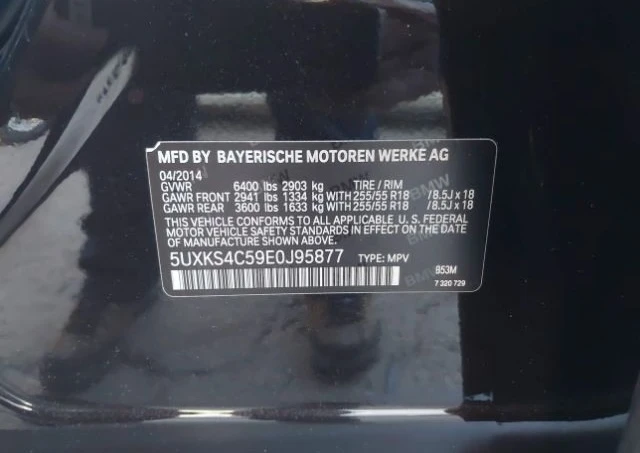 MFD BY BAYERISCHE MOTOREN WERKE AG
04/2014
GVWR 6400 lbs 2903 kg TIRE / RIM
GAWR FRONT 2941 lbs 1334 kg WITH 255/55 R18 /8.5J x 18
GAWR REAR 3600 lbs 1633 kg WITH 255/55 R18 /8.5J x 18
THIS VEHICLE CONFORMS TO ALL APPLICABLE U. S. FEDERAL
MOTOR VEHICLE SAFETY STANDARDS IN EFFECT ON THE
DATE OF MANUFACTURE SHOWN ABOVE.
5UXKS4C59E0J95877 TYPE: MPV
B53M
7 320 729